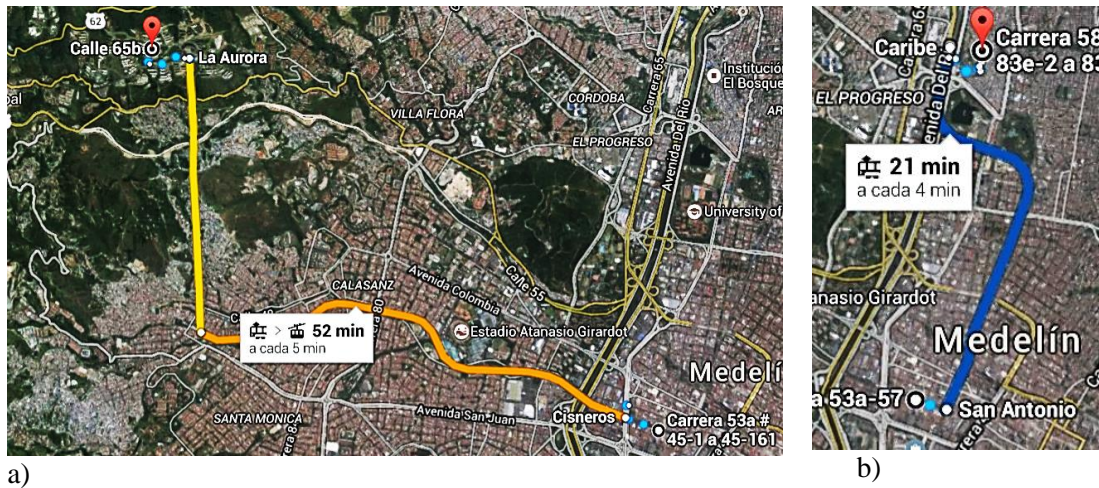 62
Calle 65b
La Aurora
VILLA FLORA
CORDOBA
Carrera 65
Institució
El Bosque
EL PROGRESO
Avenida Del Río
University of
Calle 55
CALASANZ
Avenida Colombia
52 min
a cada 5 min
Estadio Atanasio Girardot
Medelí
SANTA MONICA
Avenida San Juan
Cisneros
Carrera 53a #
45-1 a 45-161
a)
Caribe
Carrera 58
83e-2 a 83
EL PROGRESO
21 min
a cada 4 min
anasio Girardot
Medelín
a 53a-57
San Antonio
b)